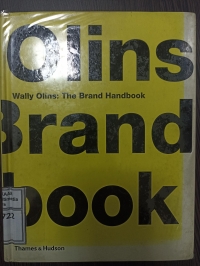 Olins
Wally Olins: The Brand Handbook
Brand
book
Thames & Hudson